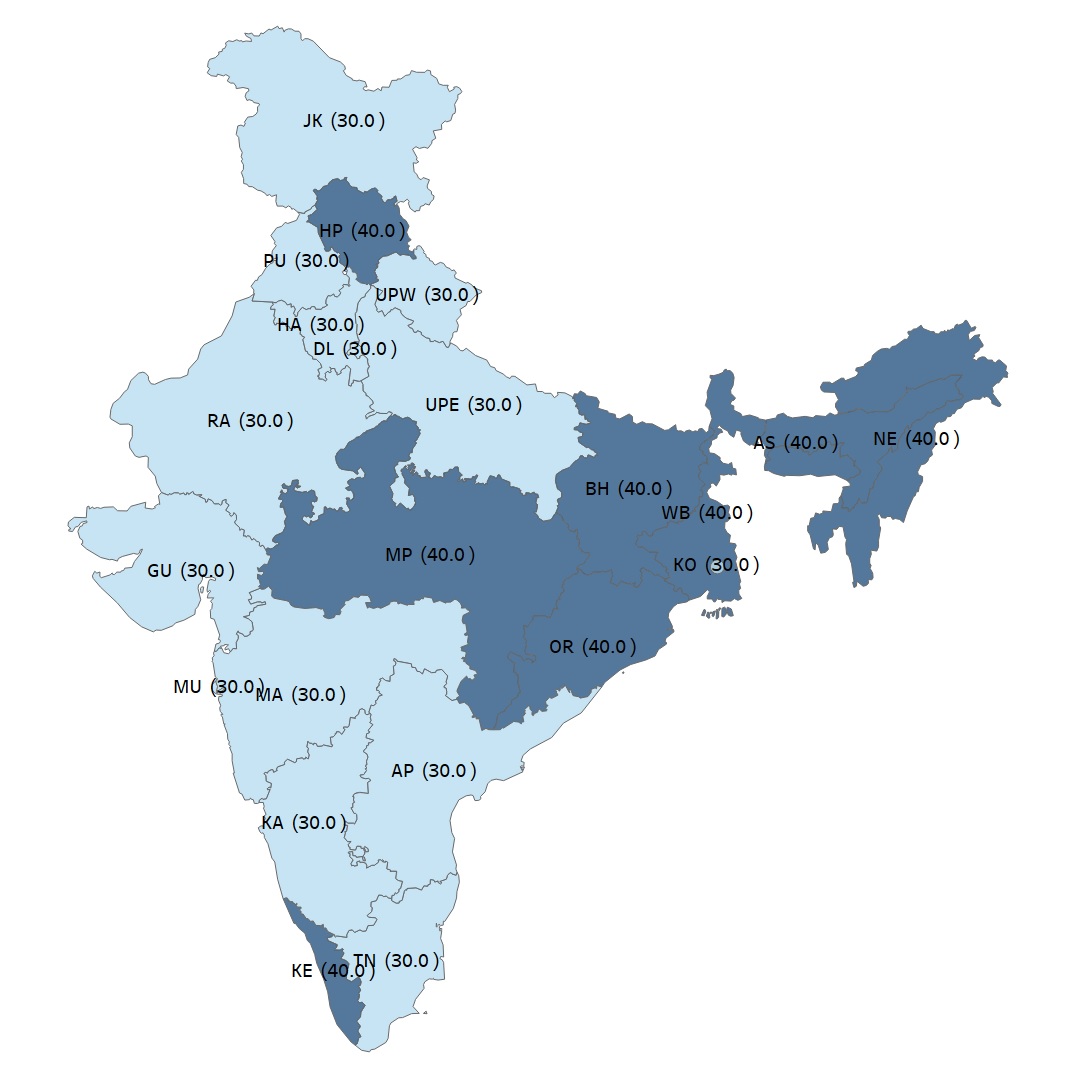 JK (30.0 )
HP (40.0 )
PU (30.0 )
UPW (30.0 )
HA (30.0 )
DL (30.0 )
UPE (30.0 )
RA (30.0 )
AS (40.0 )
NE (40.0 )
BH (40.0 )
WB (40.0 )
MP (40.0 )
KO (30.0 )
GU (30.0 )
OR (40.0 )
MU (30.0 )
MA (30.0 )
AP (30.0 )
KA (30.0 )
TN (30.0 )
KE (40.0 )